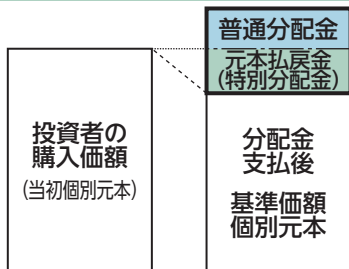 普通分配金
元本払戻金
(特別分配金)
投資者の
購入価額
(当初個別元本)
分配金
支払後
基準価額
個別元本